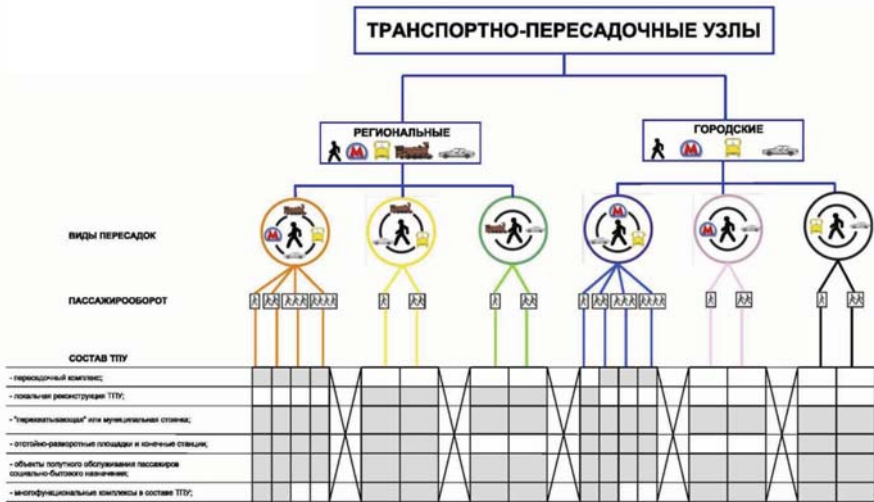 ТРАНСПОРТНО-ПЕРЕСАДОЧНЫЕ УЗЛЫ
РЕГИОНАЛЬНЫЕ
ГОРОДСКИЕ
ВИДЫ ПЕРЕСАДОК
ПАССАЖИРООБОРОТ
СОСТАВ ТПУ
- пересадочный комплекс;
- локальная реконструкция ТПУ;
- "перехватывающая" или муниципальная стоянка;
- отстойно-разворотные площадки и конечные станции;
- объекты попутного обслуживания пассажиров
социально-бытового назначения;
- многофункциональные комплексы в составе ТПУ;